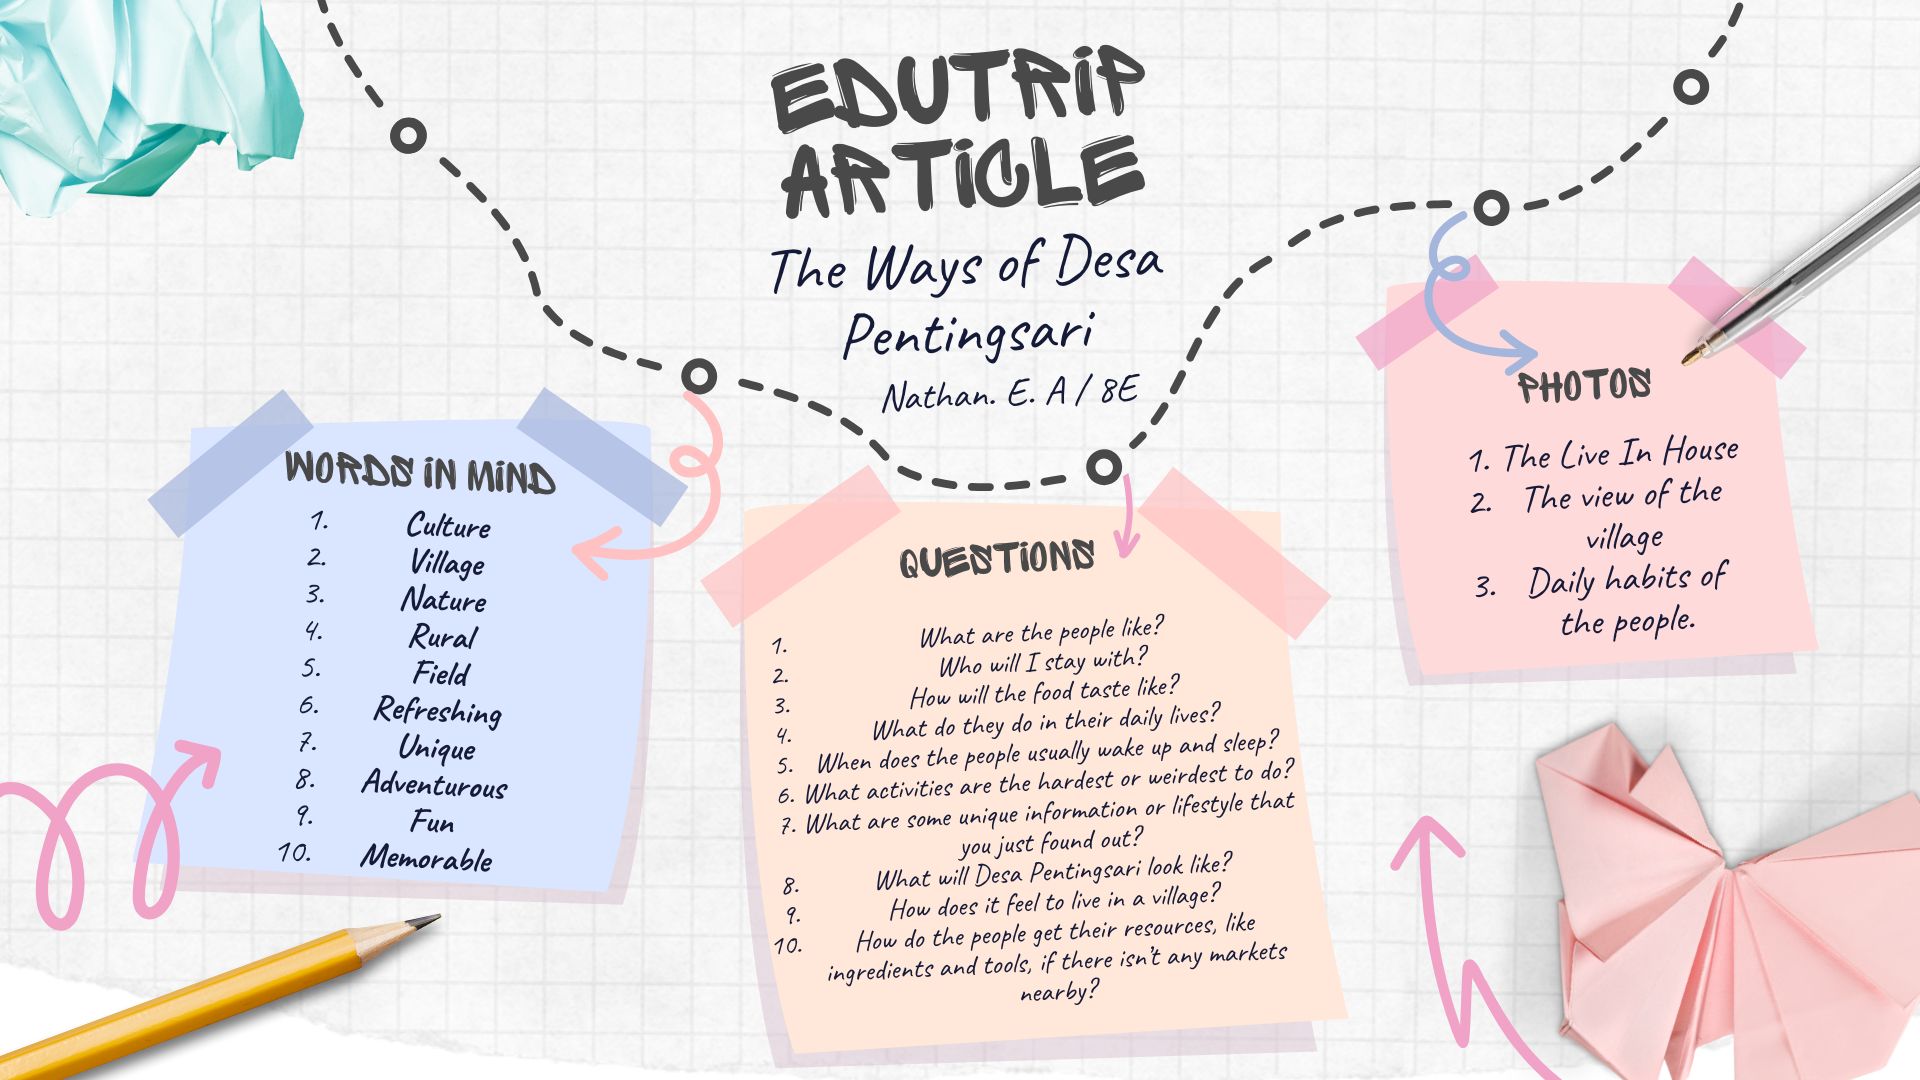 EDUTRIP
ARTICLE
The Ways of Desa
Pentingsari
Nathan. E. A / 8E
WORDS IN MIND
1. Culture
2. Village
3. Nature
4. Rural
5. Field
6. Refreshing
7. Unique
8. Adventurous
9. Fun
10. Memorable
QUESTIONS
1. What are the people like?
2. Who will I stay with?
3. How will the food taste like?
4. What do they do in their daily lives?
5. When does the people usually wake up and sleep?
6. What activities are the hardest or weirdest to do?
7. What are some unique information or lifestyle that
you just found out?
8. What will Desa Pentingsari look like?
9. How does it feel to live in a village?
10. How do the people get their resources, like
ingredients and tools, if there isn't any markets
nearby?
PHOTOS
1. The Live In House
2. The view of the
village
3. Daily habits of
the people.